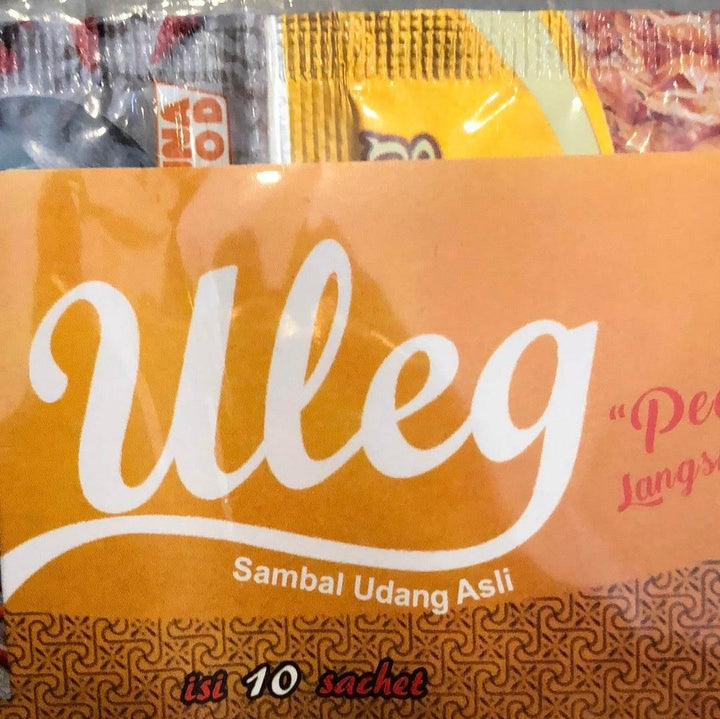 Uleg
Sambal Udang Asli
isi 10 sachet